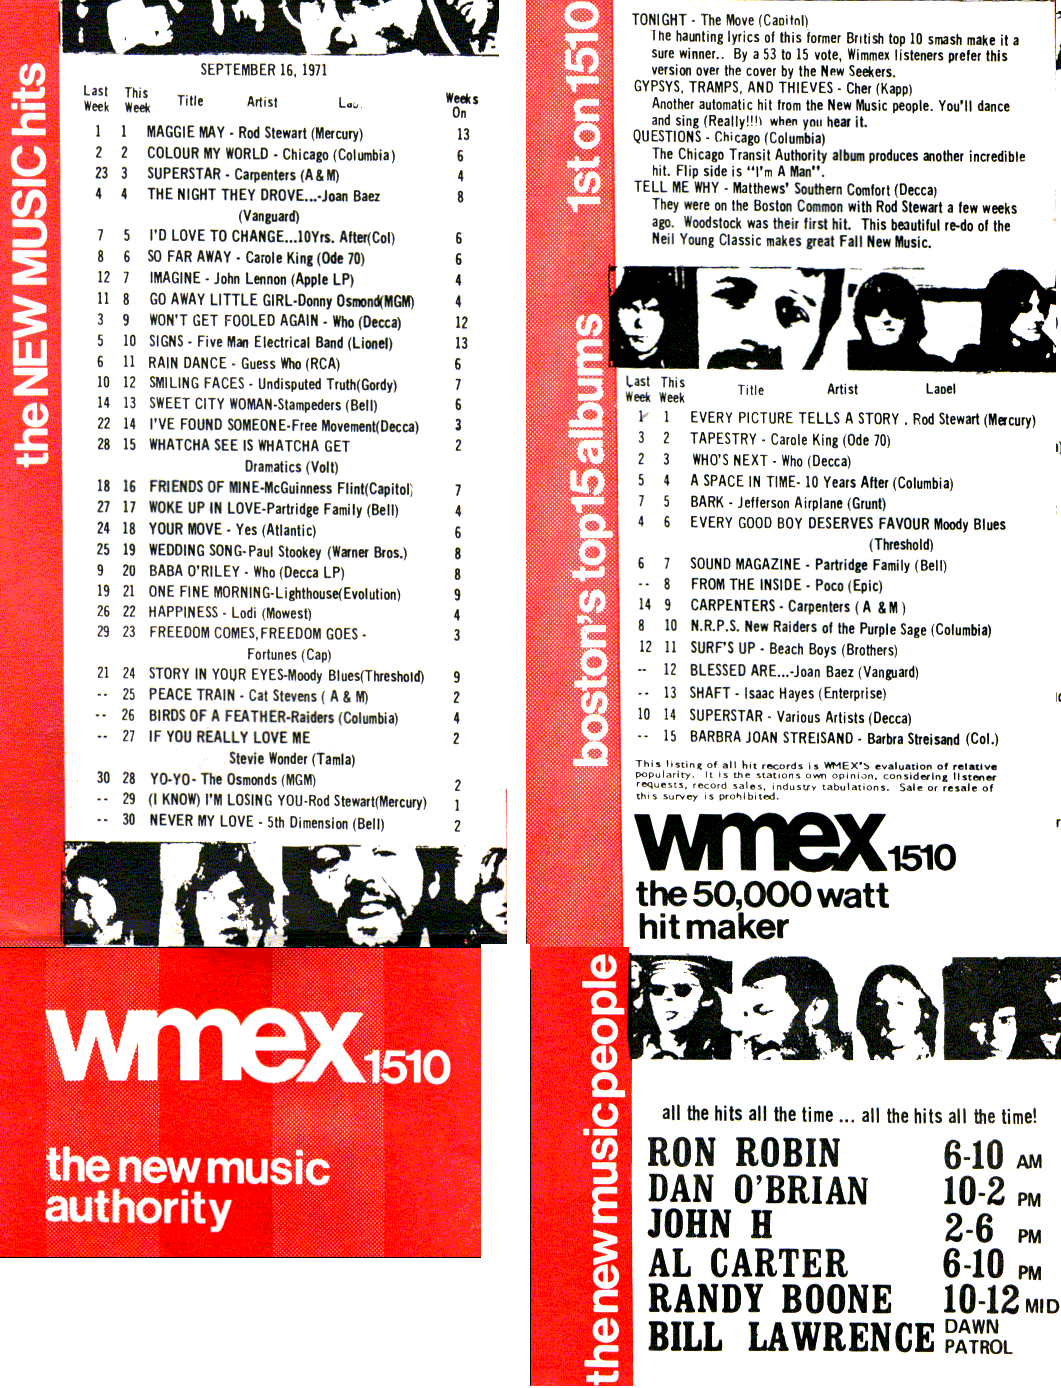 the NEW MUSIC hits
SEPTEMBER 16, 1971
Last Week This Week Title Artist Weeks On
1 1 MAGGIE MAY - Rod Stewart (Mercury) 13
2 2 COLOUR MY WORLD - Chicago (Columbia) 6
23 3 SUPERSTAR - Carpenters (A & M) 4
4 4 THE NIGHT THEY DROVE...-Joan Baez 8
(Vanguard)
7 5 I'D LOVE TO CHANGE...10Yrs. After(Col) 6
8 6 SO FAR AWAY - Carole King (Ode 70) 6
12 7 IMAGINE - John Lennon (Apple LP) 4
11 8 GO AWAY LITTLE GIRL-Donny Osmond(MGM) 4
3 9 WON'T GET FOOLED AGAIN - Who (Decca) 12
5 10 SIGNS - Five Man Electrical Band (Lionel) 13
6 11 RAIN DANCE - Guess Who (RCA) 6
10 12 SMILING FACES - Undisputed Truth(Gordy) 7
14 13 SWEET CITY WOMAN-Stampeders (Bell) 6
22 14 I'VE FOUND SOMEONE-Free Movement(Decca) 3
28 15 WHATCHA SEE IS WHATCHA GET 2
Dramatics (Volt)
18 16 FRIENDS OF MINE-McGuinness Flint(Capitol) 7
27 17 WOKE UP IN LOVE-Partridge Family (Bell) 4
24 18 YOUR MOVE - Yes (Atlantic) 6
25 19 WEDDING SONG-Paul Stookey (Warner Bros.) 8
9 20 BABA O'RILEY - Who (Decca LP) 8
19 21 ONE FINE MORNING-Lighthouse(Evolution) 9
26 22 HAPPINESS - Lodi (Mowest) 4
29 23 FREEDOM COMES,FREEDOM GOES - 3
Fortunes (Cap)
21 24 STORY IN YOUR EYES-Moody Blues(Threshold) 9
-- 25 PEACE TRAIN - Cat Stevens ( A & M) 2
-- 26 BIRDS OF A FEATHER-Raiders (Columbia) 4
-- 27 IF YOU REALLY LOVE ME 2
Stevie Wonder (Tamla)
30 28 YO-YO- The Osmonds (MGM) 2
-- 29 (I KNOW) I'M LOSING YOU-Rod Stewart(Mercury) 1
-- 30 NEVER MY LOVE - 5th Dimension (Bell) 2
1st on 1510
TONIGHT - The Move (Capitol)
The haunting lyrics of this former British top 10 smash make it a
sure winner.. By a 53 to 15 vote, Wimmex listeners prefer this
version over the cover by the New Seekers.
GYPSYS, TRAMPS, AND THIEVES - Cher (Kapp)
Another automatic hit from the New Music people. You'll dance
and sing (Really!!!) when you hear it.
QUESTIONS - Chicago (Columbia)
The Chicago Transit Authority album produces another incredible
hit. Flip side is "I'm A Man".
TELL ME WHY - Matthews' Southern Comfort (Decca)
They were on the Boston Common with Rod Stewart a few weeks
ago. Woodstock was their first hit. This beautiful re-do of the
Neil Young Classic makes great Fall New Music.
boston's top 15 albums
Last Week This Week Title Artist Label
1 1 EVERY PICTURE TELLS A STORY . Rod Stewart (Mercury)
3 2 TAPESTRY - Carole King (Ode 70)
2 3 WHO'S NEXT - Who (Decca)
5 4 A SPACE IN TIME- 10 Years After (Columbia)
7 5 BARK - Jefferson Airplane (Grunt)
4 6 EVERY GOOD BOY DESERVES FAVOUR Moody Blues
(Threshold)
6 7 SOUND MAGAZINE - Partridge Family (Bell)
-- 8 FROM THE INSIDE - Poco (Epic)
14 9 CARPENTERS - Carpenters ( A & M )
8 10 N.R.P.S. New Raiders of the Purple Sage (Columbia)
12 11 SURF'S UP - Beach Boys (Brothers)
-- 12 BLESSED ARE...-Joan Baez (Vanguard)
-- 13 SHAFT - Isaac Hayes (Enterprise)
10 14 SUPERSTAR - Various Artists (Decca)
-- 15 BARBRA JOAN STREISAND - Barbra Streisand (Col.)
This listing of all hit records is WMEX'S evaluation of relative
popularity. It is the stations own opinion, considering listener
requests, record sales, industry tabulations. Sale or resale of
this survey is prohibited.
wmex 1510
the 50,000 watt
hit maker
wmex 1510
the new music
authority
the new music people
all the hits all the time ... all the hits all the time!
RON ROBIN 6-10 AM
DAN O'BRIAN 10-2 PM
JOHN H 2-6 PM
AL CARTER 6-10 PM
RANDY BOONE 10-12 MID
BILL LAWRENCE DAWN PATROL